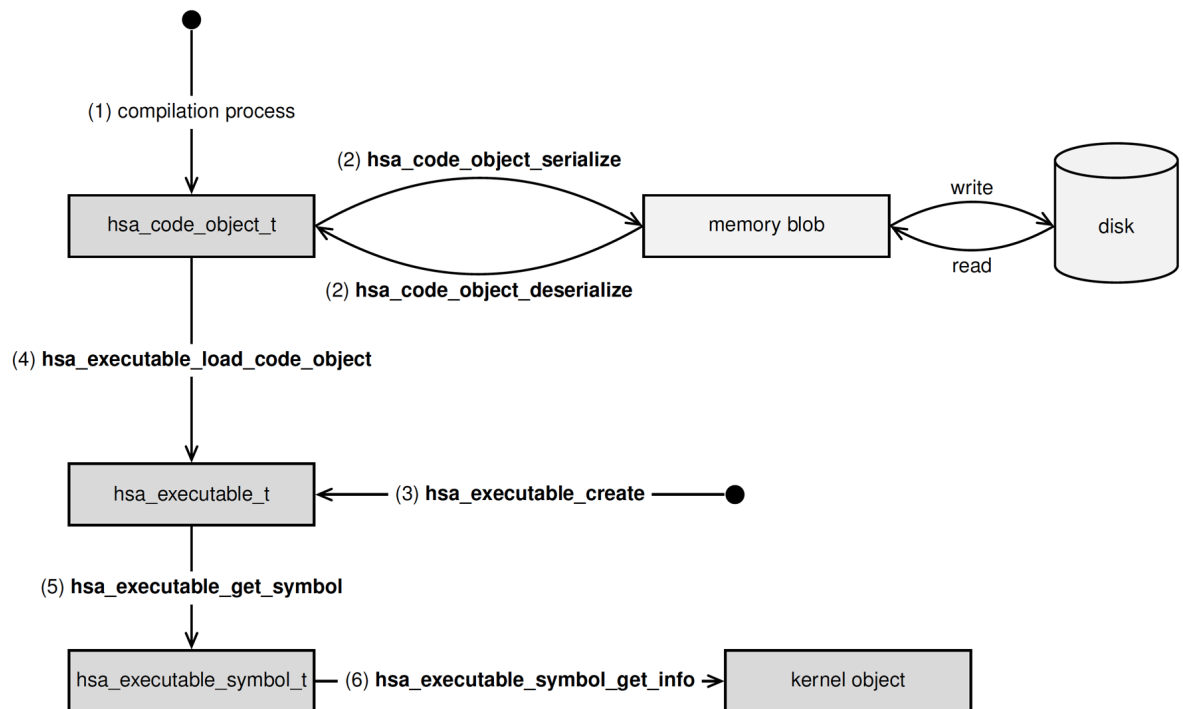 (1) compilation process
(2) hsa_code_object_serialize
write
hsa_code_object_t
memory blob
disk
read
(2) hsa_code_object_deserialize
(4) hsa_executable_load_code_object
hsa_executable_t
(3) hsa_executable_create
(5) hsa_executable_get_symbol
hsa_executable_symbol_t
(6) hsa_executable_symbol_get_info
kernel object